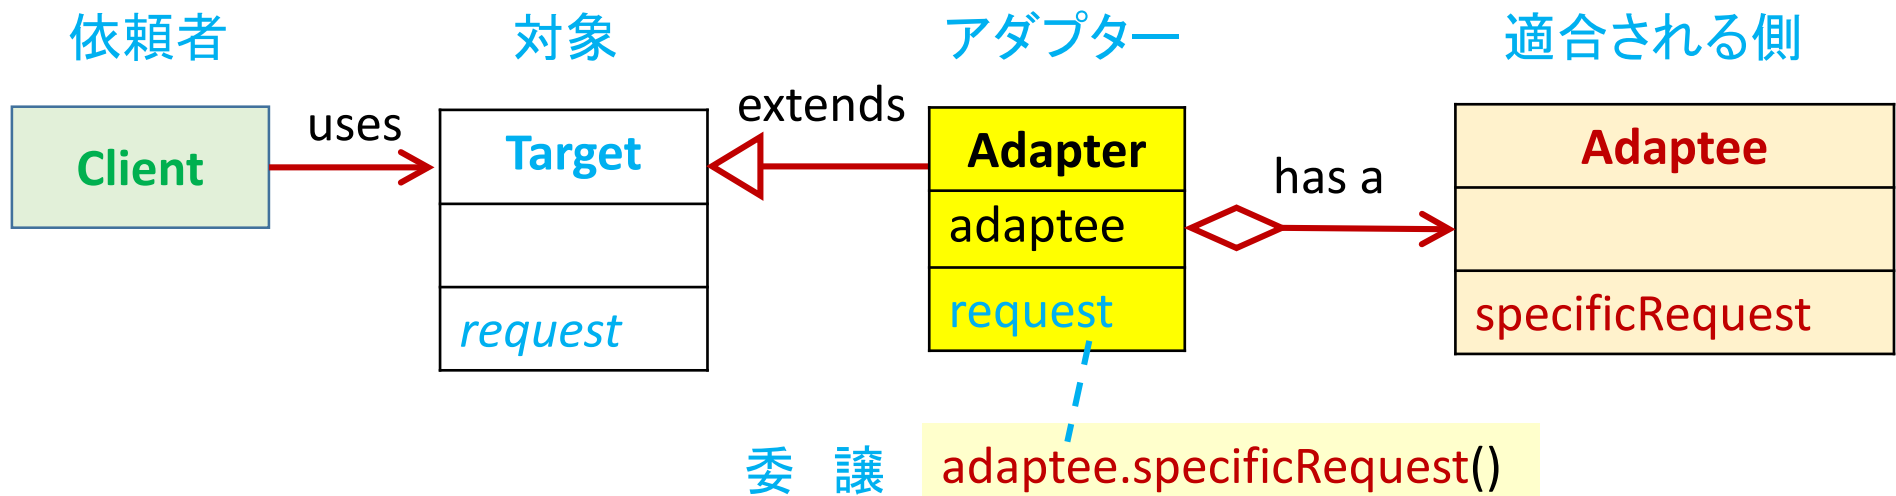 依頼者
対象
アダプター
適合される側
Client
uses
Target
request
extends
Adapter
adaptee
request
has a
Adaptee
specificRequest
委 譲
adaptee.specificRequest()